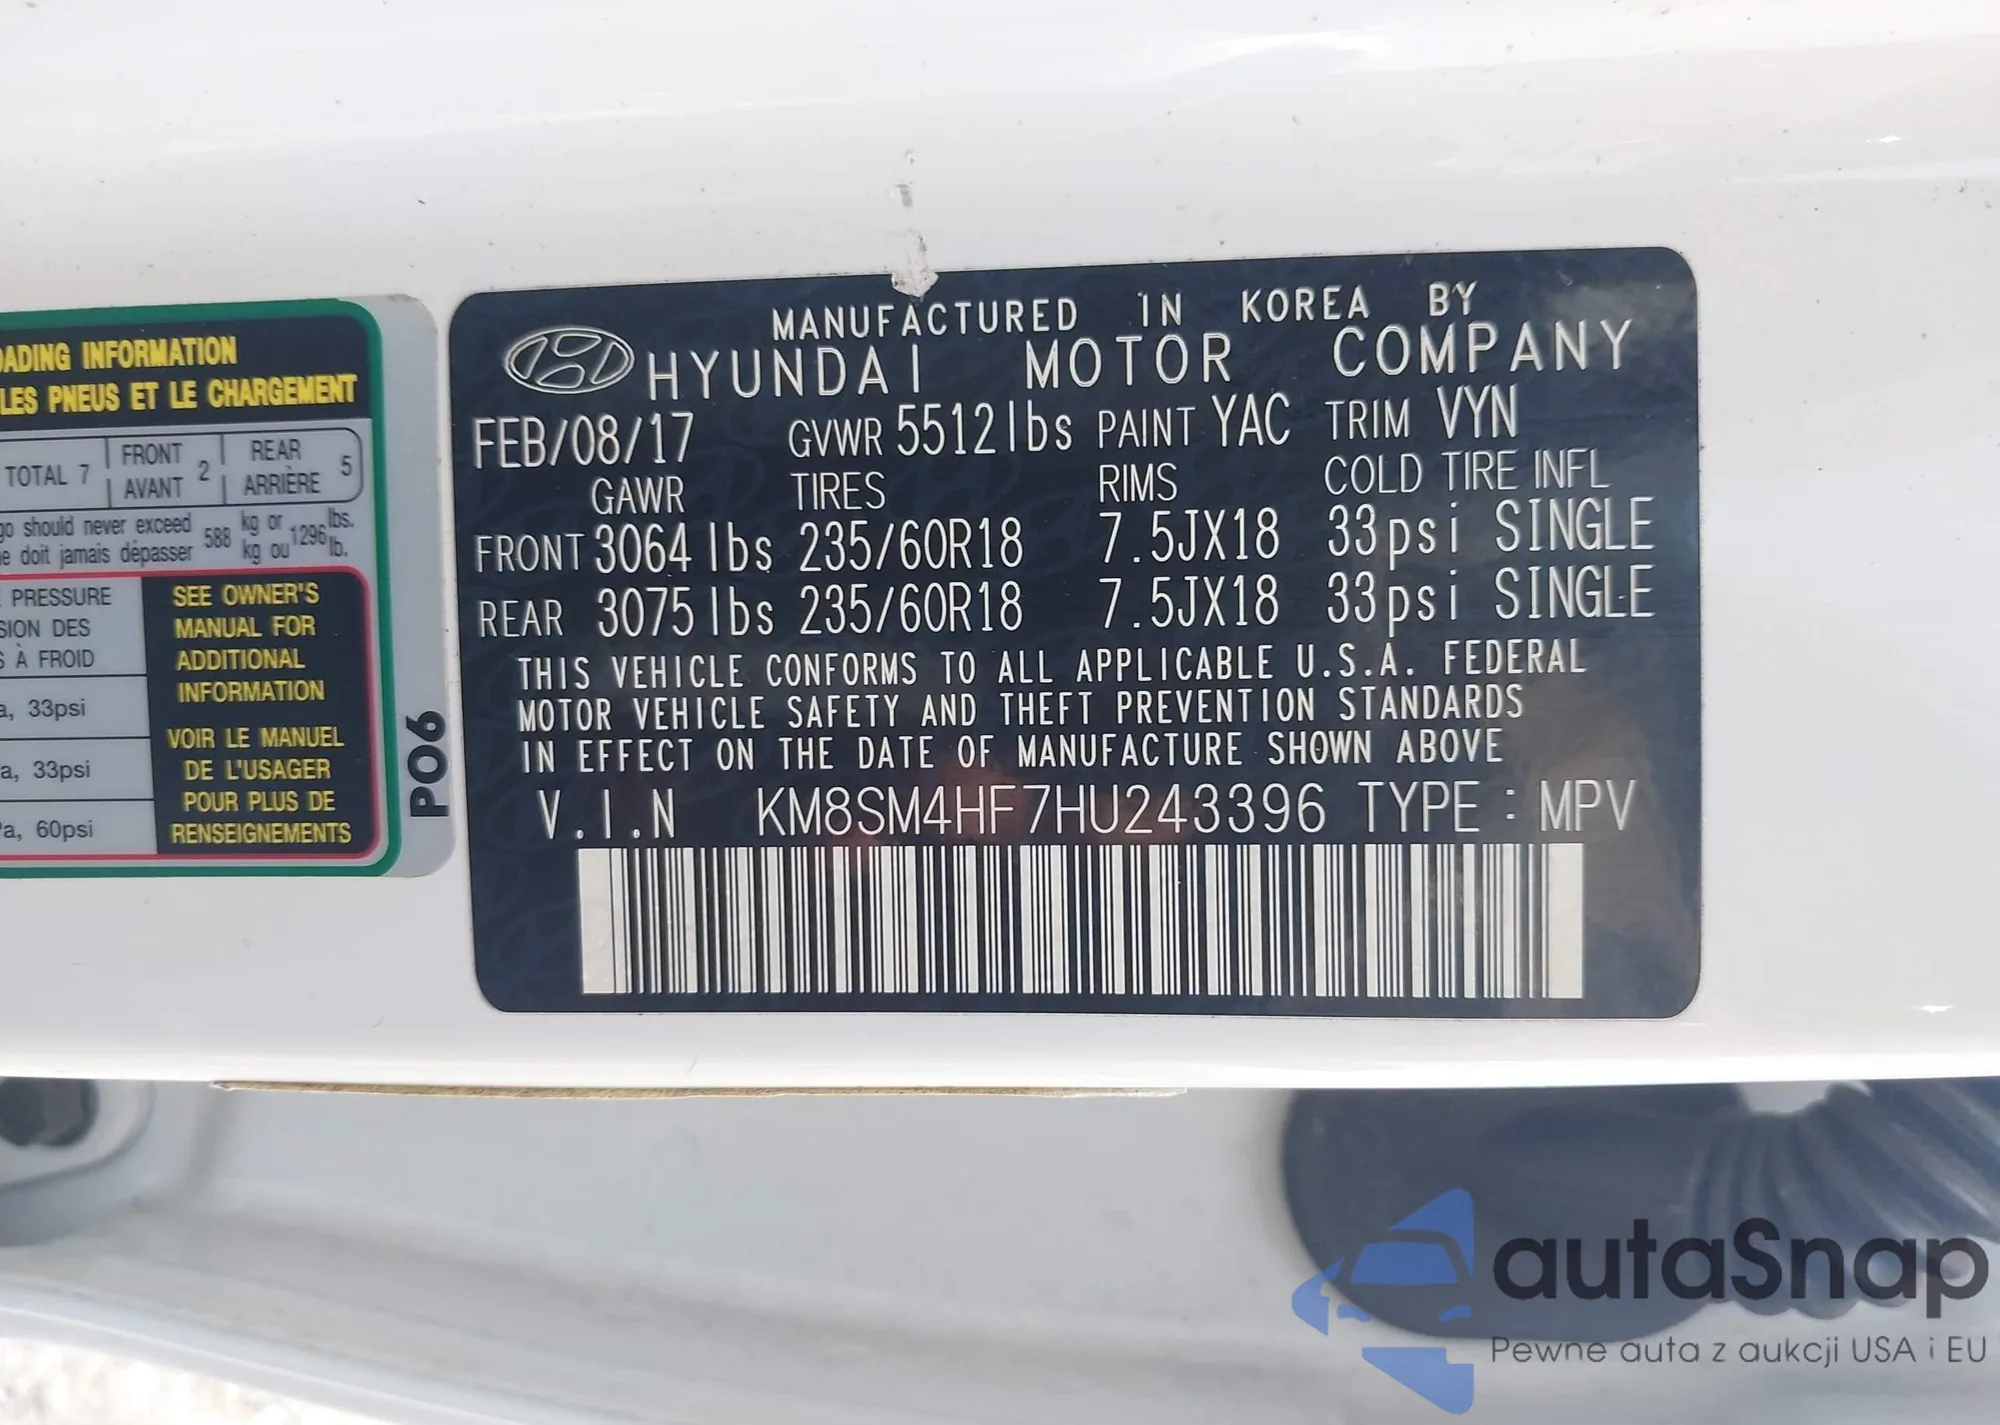 OADING INFORMATION
LES PNEUS ET LE CHARGEMENT
TOTAL 7
FRONT
AVANT 2
REAR
ARRIÈRE 5
go should never exceed 588 kg or 1296 lbs.
ne doit jamais dépasser kg ou lb.
PRESSURE
SION DES
S À FROID
a, 33psi
a, 33psi
Pa, 60psi
SEE OWNER'S
MANUAL FOR
ADDITIONAL
INFORMATION
VOIR LE MANUEL
DE L'USAGER
POUR PLUS DE
RENSEIGNEMENTS
PO6
MANUFACTURED IN KOREA BY
HYUNDAI MOTOR COMPANY
FEB/08/17 GVWR 5512lbs PAINT YAC TRIM VYN
GAWR TIRES RIMS COLD TIRE INFL
FRONT 3064 lbs 235/60R18 7.5JX18 33psi SINGLE
REAR 3075 lbs 235/60R18 7.5JX18 33psi SINGLE
THIS VEHICLE CONFORMS TO ALL APPLICABLE U.S.A. FEDERAL
MOTOR VEHICLE SAFETY AND THEFT PREVENTION STANDARDS
IN EFFECT ON THE DATE OF MANUFACTURE SHOWN ABOVE
V.I.N KM8SM4HF7HU243396 TYPE : MPV
autaSnap
Pewne auta z aukcji USA i EU